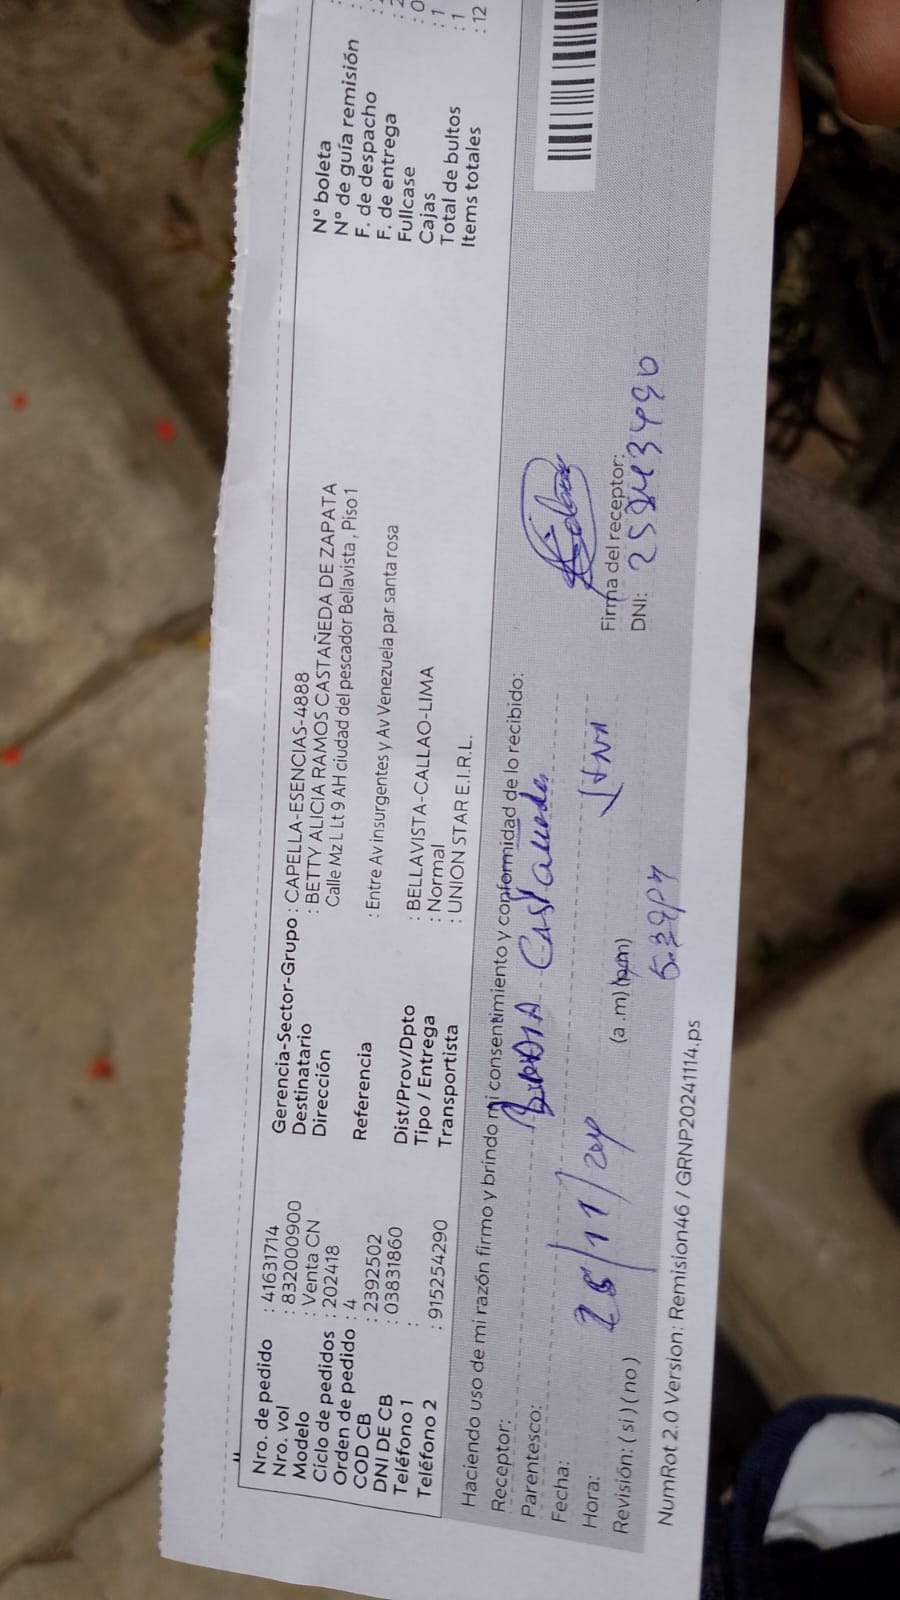 Nro. de pedido : 41631714
Nro. vol : 832000900
Modelo : Venta CN
Ciclo de pedidos : 202418
Orden de pedido : 4
COD CB : 2392502
DNI DE CB : 03831860
Teléfono 1 :
Teléfono 2 : 915254290
Gerencia-Sector-Grupo : CAPELLA-ESENCIAS-4888
Destinatario : BETTY ALICIA RAMOS CASTAÑEDA DE ZAPATA
Dirección Calle Mz L Lt 9 AH ciudad del pescador Bellavista , Piso 1
Referencia : Entre Av insurgentes y Av Venezuela par santa rosa
Dist/Prov/Dpto : BELLAVISTA-CALLAO-LIMA
Tipo / Entrega : Normal
Transportista : UNION STAR E.I.R.L.
N° boleta
N° de guía remisión
F. de despacho
F. de entrega
Fullcase
Cajas
Total de bultos : 1
Items totales : 12
Haciendo uso de mi razón firmo y brindo mi consentimiento y conformidad de lo recibido:
Receptor: Castañeda
Parentesco:
Fecha: 28/11/
Hora: (a .m) (pm)
Revisión: ( si ) ( no )
Firma del receptor:
DNI:
NumRot 2.0 Version: Remision46 / GRNP20241114.ps